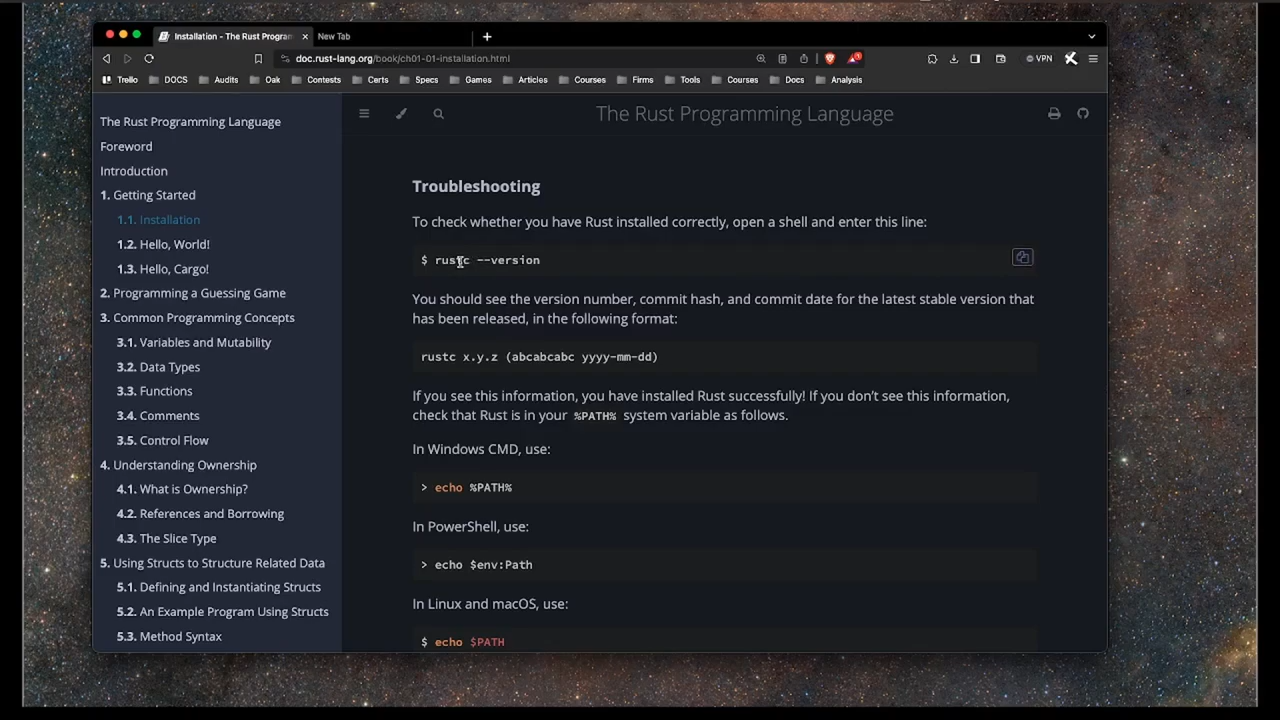 Installation - The Rust Program
New Tab
doc.rust-lang.org/book/ch01-01-installation.html
VPN
Trello
DOCS
Audits
Oak
Contests
Certs
Specs
Games
Articles
Courses
Firms
Tools
Courses
Docs
Analysis
The Rust Programming Language
Foreword
Introduction
1. Getting Started
1.1. Installation
1.2. Hello, World!
1.3. Hello, Cargo!
2. Programming a Guessing Game
3. Common Programming Concepts
3.1. Variables and Mutability
3.2. Data Types
3.3. Functions
3.4. Comments
3.5. Control Flow
4. Understanding Ownership
4.1. What is Ownership?
4.2. References and Borrowing
4.3. The Slice Type
5. Using Structs to Structure Related Data
5.1. Defining and Instantiating Structs
5.2. An Example Program Using Structs
5.3. Method Syntax
The Rust Programming Language
Troubleshooting
To check whether you have Rust installed correctly, open a shell and enter this line:
$ rustc --version
You should see the version number, commit hash, and commit date for the latest stable version that
has been released, in the following format:
rustc x.y.z (abcabcabc yyyy-mm-dd)
If you see this information, you have installed Rust successfully! If you don’t see this information,
check that Rust is in your %PATH% system variable as follows.
In Windows CMD, use:
> echo %PATH%
In PowerShell, use:
> echo $env:Path
In Linux and macOS, use:
$ echo $PATH